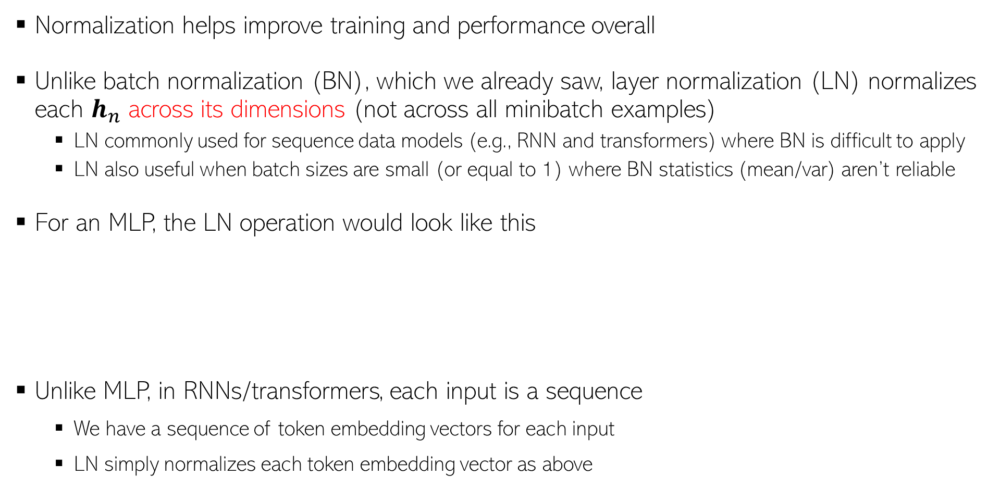 ▪ Normalization helps improve training and performance overall
▪ Unlike batch normalization (BN), which we already saw, layer normalization (LN) normalizes
each 𝒉ₙ across its dimensions (not across all minibatch examples)
▪ LN commonly used for sequence data models (e.g., RNN and transformers) where BN is difficult to apply
▪ LN also useful when batch sizes are small (or equal to 1) where BN statistics (mean/var) aren’t reliable
▪ For an MLP, the LN operation would look like this
▪ Unlike MLP, in RNNs/transformers, each input is a sequence
▪ We have a sequence of token embedding vectors for each input
▪ LN simply normalizes each token embedding vector as above